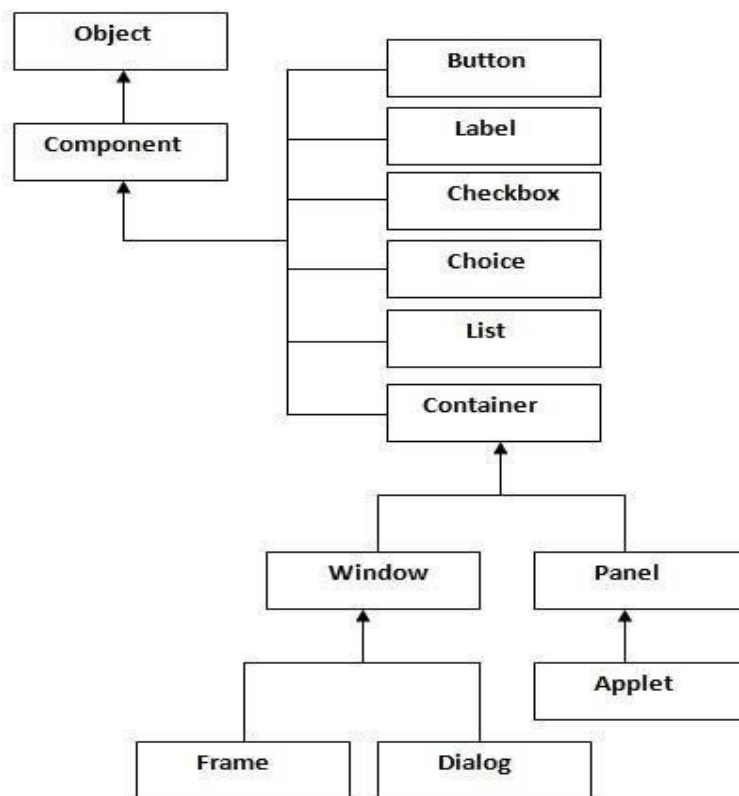 Object
Button
Label
Component
Checkbox
Choice
List
Container
Window
Panel
Applet
Frame
Dialog